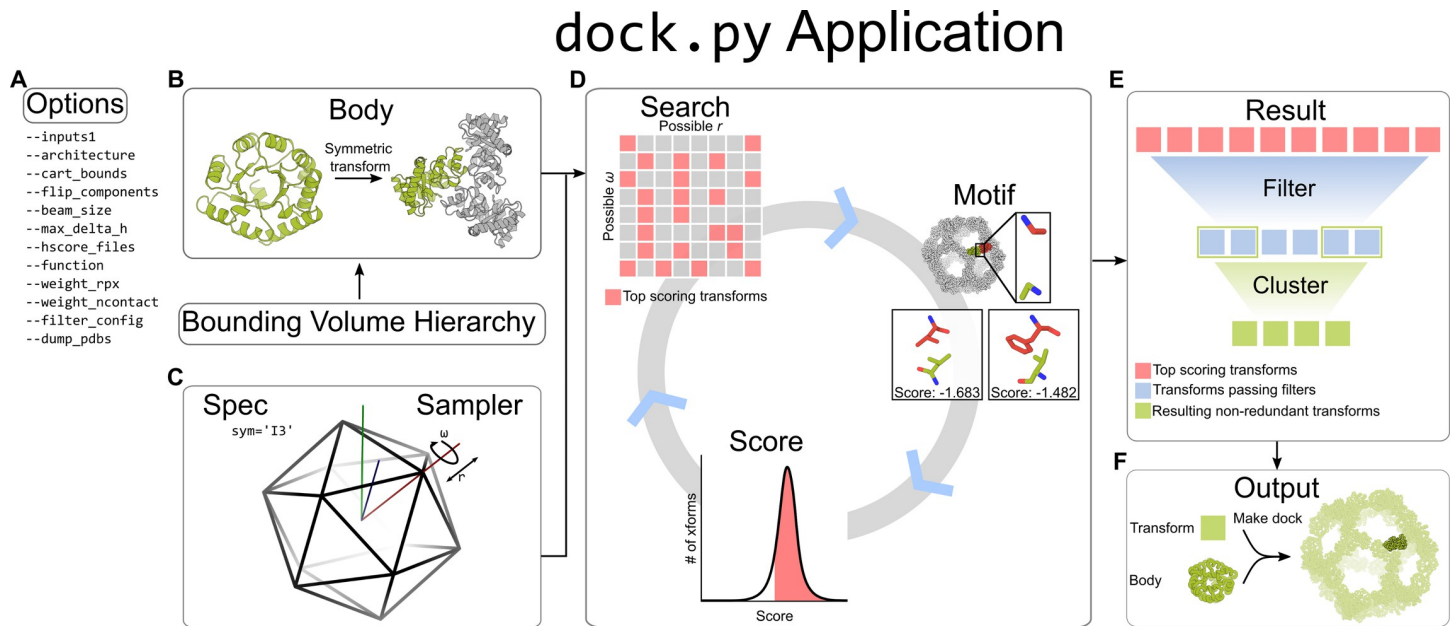 dock.py Application
A
Options
--inputs1
--architecture
--cart_bounds
--flip_components
--beam_size
--max_delta_h
--hscore_files
--function
--weight_rpx
--weight_ncontact
--filter_config
--dump_pdbs
B
Body
Symmetric
transform
Bounding Volume Hierarchy
C
Spec
sym='I3'
Sampler
ω
r
D
Search
Possible r
Possible ω
Top scoring transforms
Motif
Score: -1.683
Score: -1.482
Score
# of xforms
Score
E
Result
Filter
Cluster
Top scoring transforms
Transforms passing filters
Resulting non-redundant transforms
F
Output
Transform
Make dock
Body